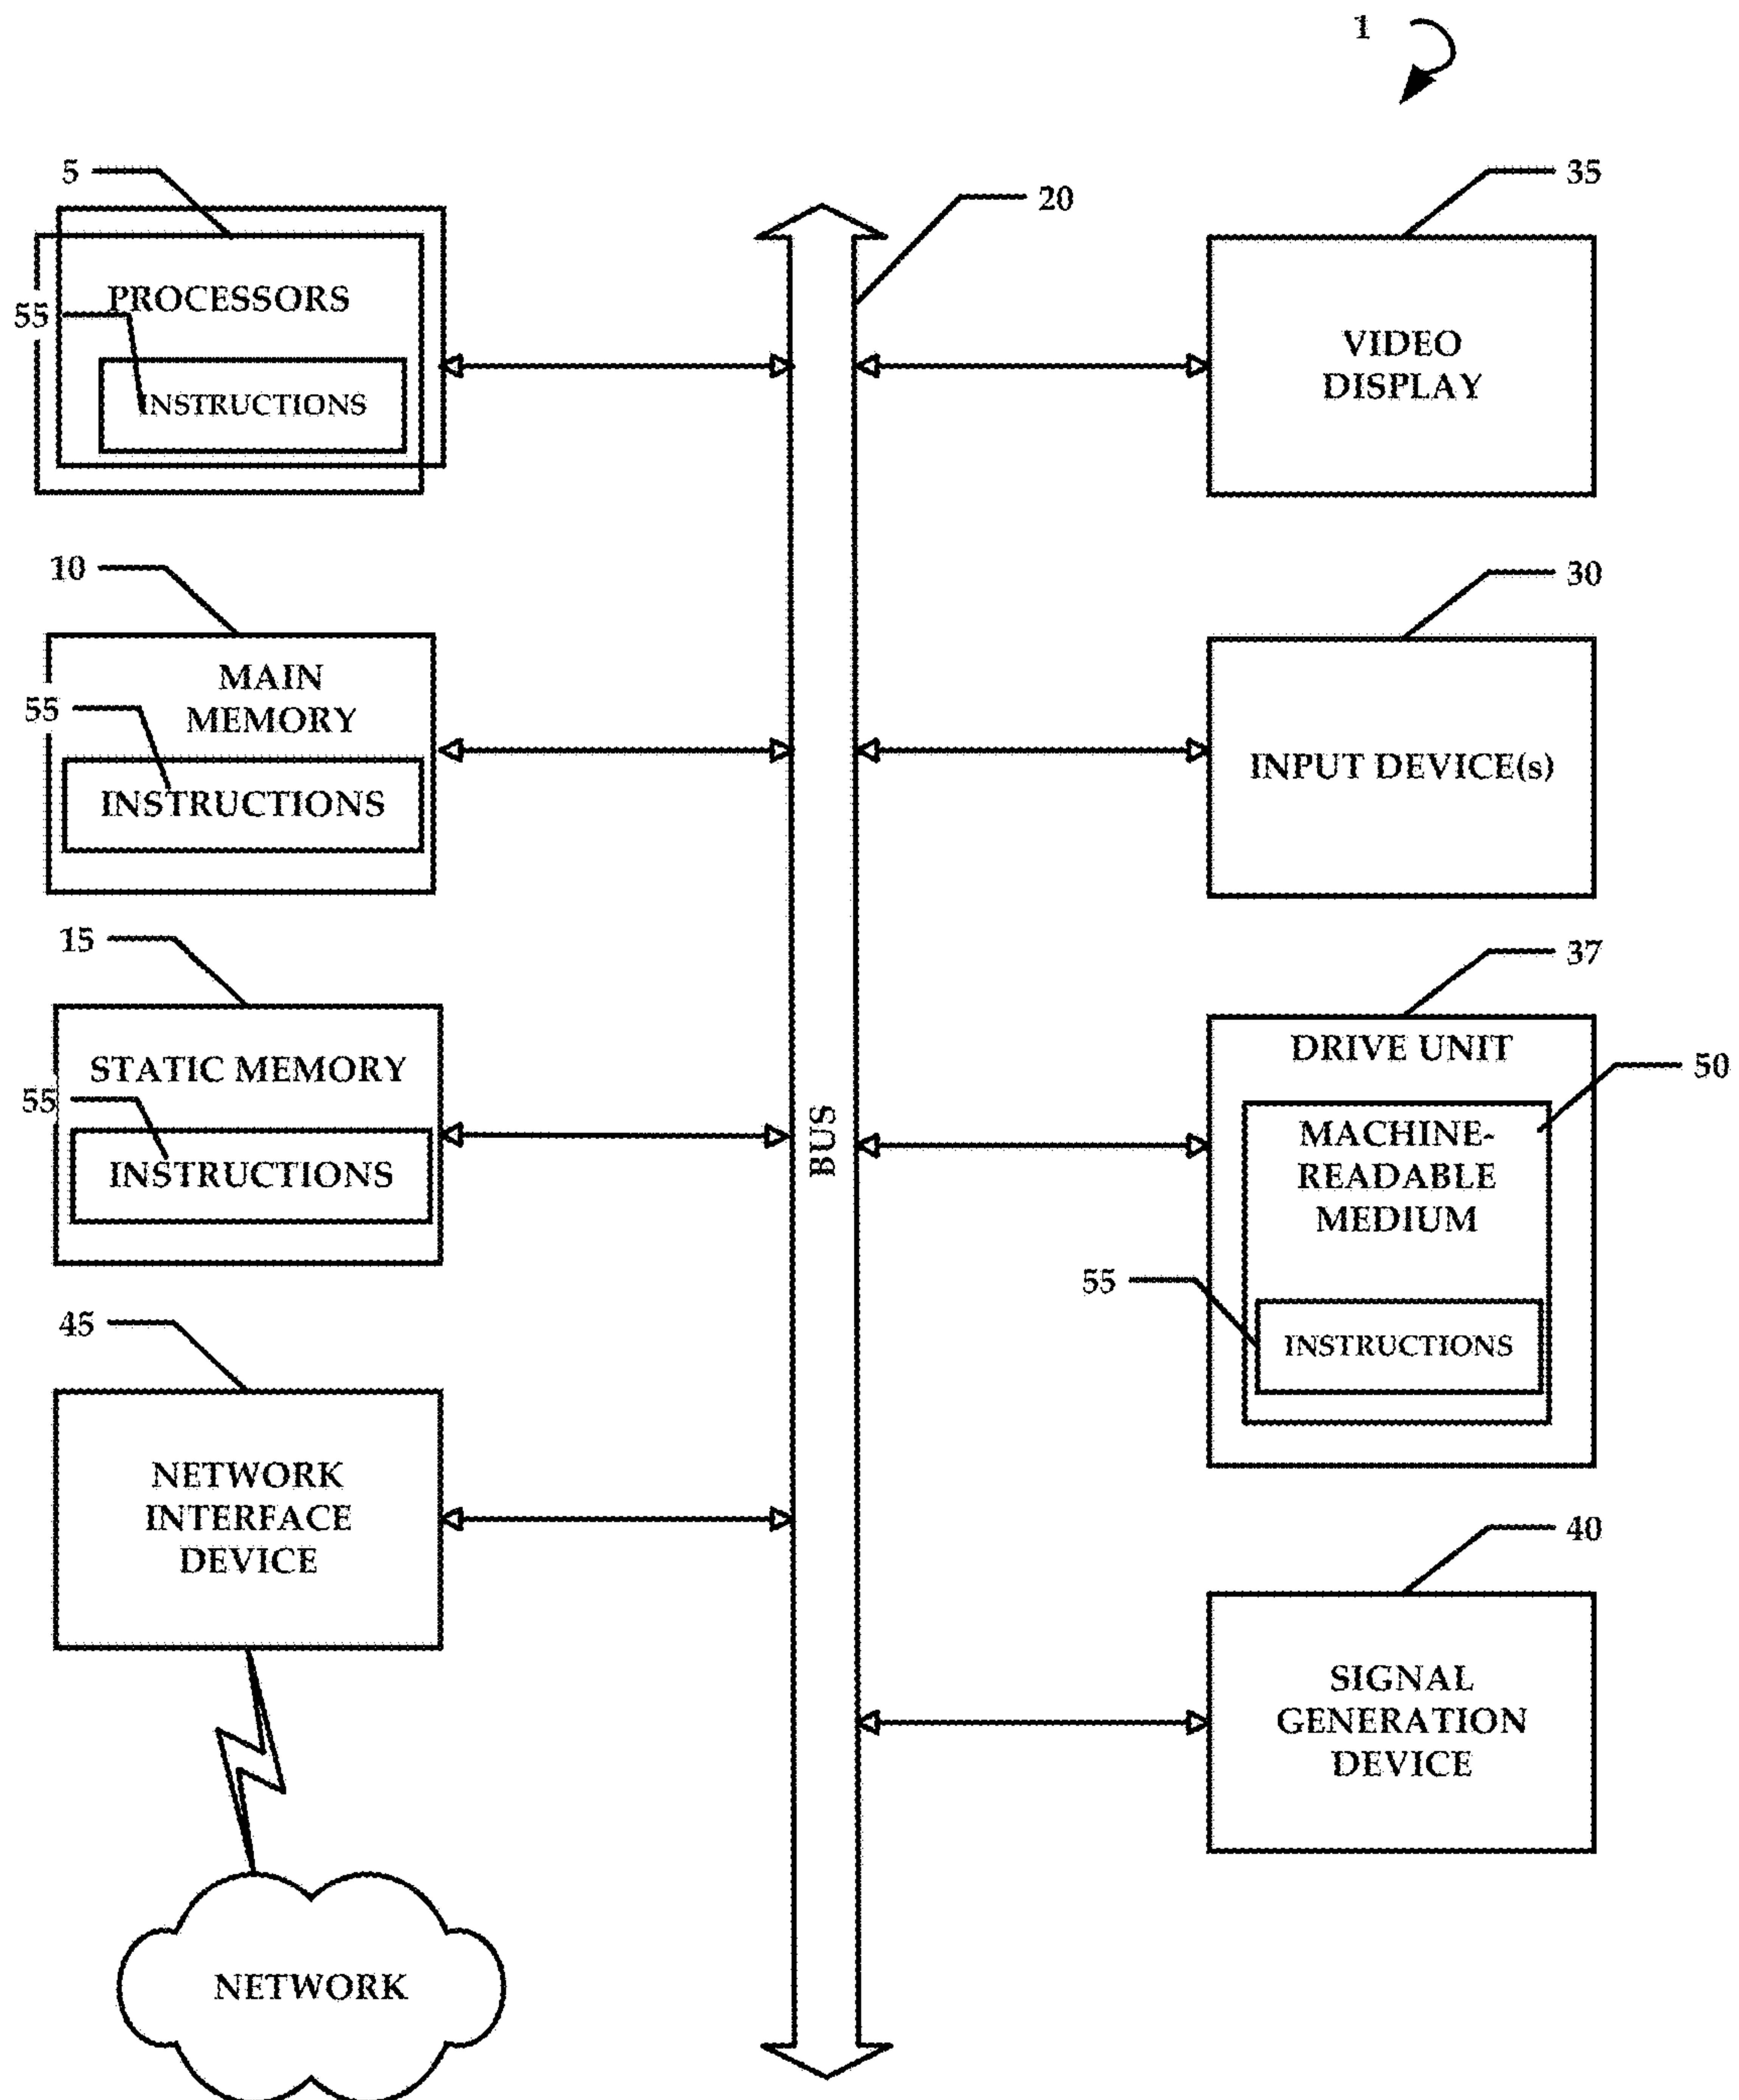 1
5
20
35
PROCESSORS
55
INSTRUCTIONS
VIDEO
DISPLAY
10
30
MAIN
MEMORY
55
INSTRUCTIONS
INPUT DEVICE(s)
15
37
STATIC MEMORY
55
INSTRUCTIONS
BUS
DRIVE UNIT
50
MACHINE-
READABLE
MEDIUM
55
INSTRUCTIONS
45
NETWORK
INTERFACE
DEVICE
40
SIGNAL
GENERATION
DEVICE
NETWORK